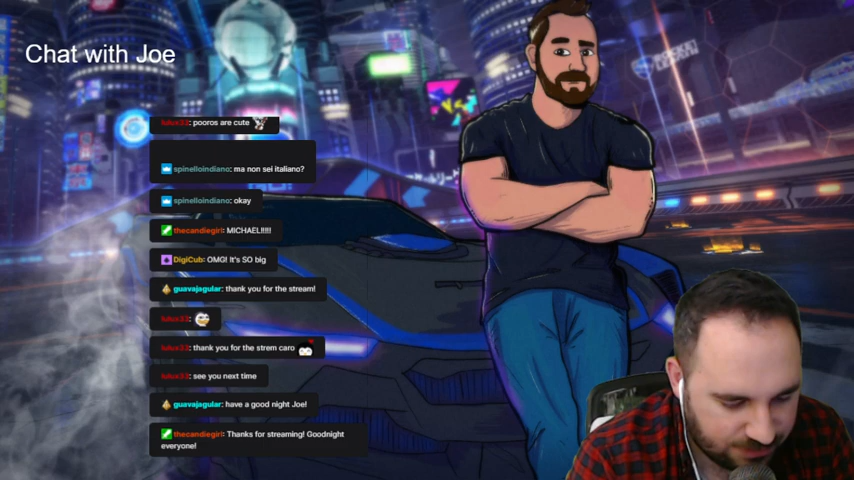 Chat with Joe
lulux33: pooros are cute
spinelloindiano: ma non sei italiano?
spinelloindiano: okay
thecandiegirl: MICHAEL!!!!!
DigiCub: OMG! It's SO big
guavajagular: thank you for the stream!
thank you for the strem caro
see you next time
guavajagular: have a good night Joe!
thecandiegirl: Thanks for streaming! Goodnight
everyone!